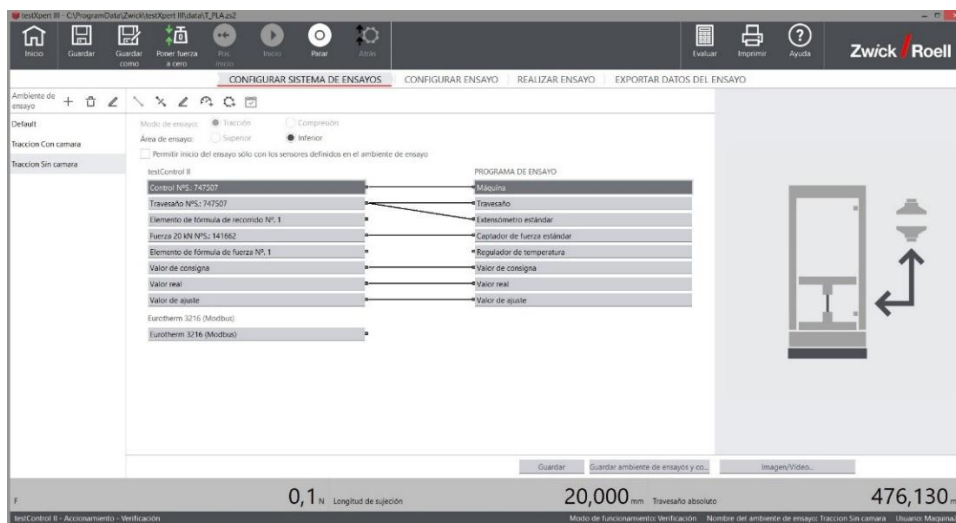 testXpert III - C:\ProgramData\Zwick\testXpert III\data\T_PLA.zs2
Inicio
Guardar
Guardar como
Poner fuerza a cero
Pos. inicio
Inicio
Parar
Atrás
Evaluar
Imprimir
Ayuda
Zwick / Roell
CONFIGURAR SISTEMA DE ENSAYOS
CONFIGURAR ENSAYO
REALIZAR ENSAYO
EXPORTAR DATOS DEL ENSAYO
Ambiente de ensayo
Default
Traccion Con camara
Traccion Sin camara
Modo de ensayo: Tracción Compresión
Área de ensayo: Superior Inferior
Permitir inicio del ensayo sólo con los sensores definidos en el ambiente de ensayo
testControl II
Control NºS.: 747507
Travesaño NºS.: 747507
Elemento de fórmula de recorrido Nº. 1
Fuerza 20 kN NºS.: 141662
Elemento de fórmula de fuerza Nº. 1
Valor de consigna
Valor real
Valor de ajuste
Eurotherm 3216 (Modbus)
Eurotherm 3216 (Modbus)
PROGRAMA DE ENSAYO
Máquina
Travesaño
Extensómetro estándar
Captador de fuerza estándar
Regulador de temperatura
Valor de consigna
Valor real
Valor de ajuste
Guardar
Guardar ambiente de ensayos y co...
Imagen/Vídeo...
F 0,1 N
Longitud de sujeción 20,000 mm
Travesaño absoluto 476,130
testControl II - Accionamiento - Verificación
Modo de funcionamiento: Verificación Nombre del ambiente de ensayo: Traccion Sin camara Usuario: Maquina